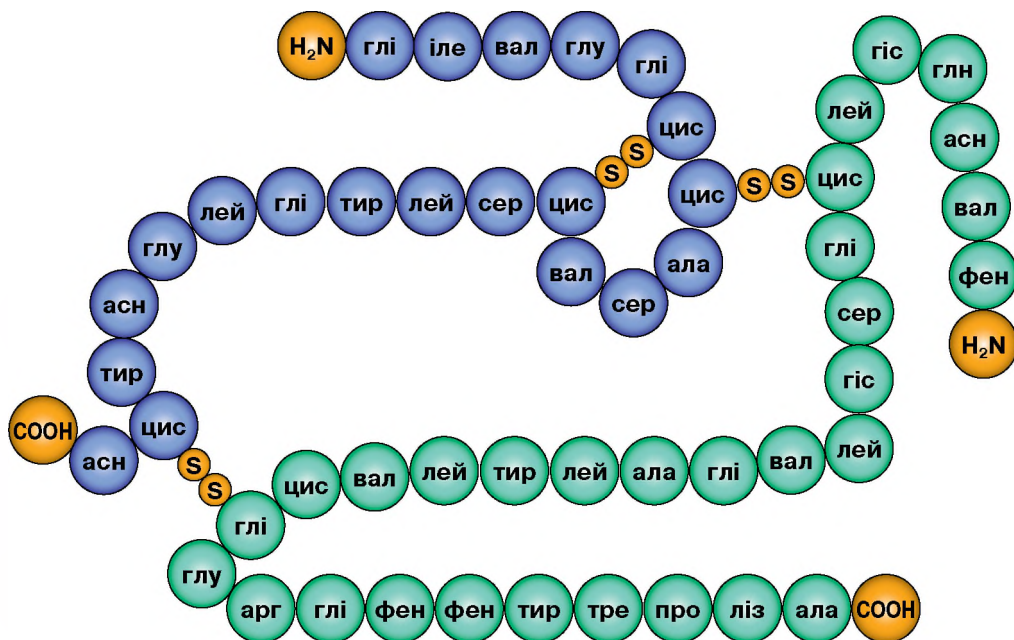 H₂N глі іле вал глу глі
цис
S S
цис
ала
сер
вал
лей глі тир лей сер цис
глу
асн
тир
цис
асн
COOH
S S
S S
гіс глн
лей асн
цис вал
глі фен
сер H₂N
гіс
лей
цис вал лей тир лей ала глі вал
глі
глу
арг глі фен фен тир тре про ліз ала COOH